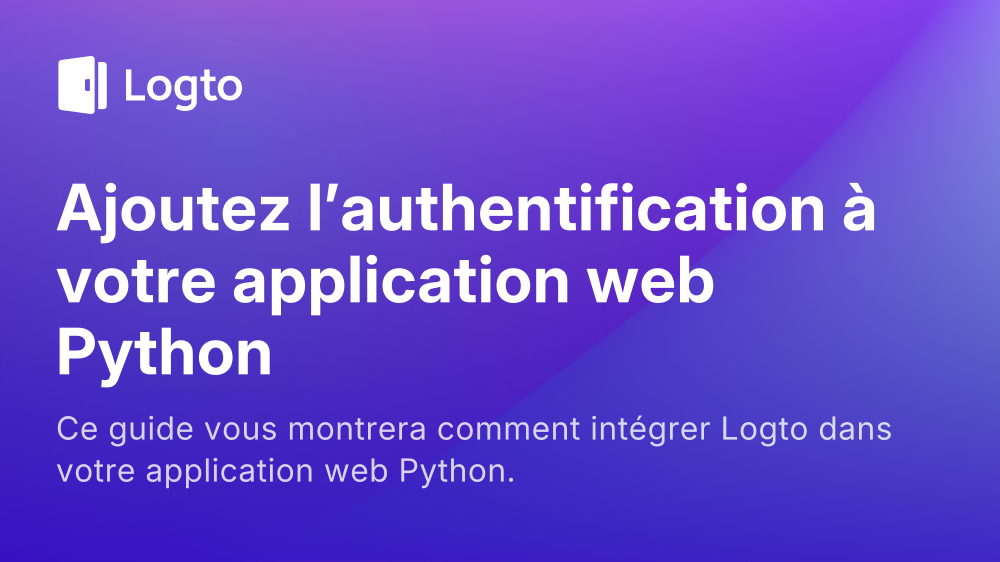 Logto
Ajoutez l’authentification à
votre application web
Python
Ce guide vous montrera comment intégrer Logto dans
votre application web Python.